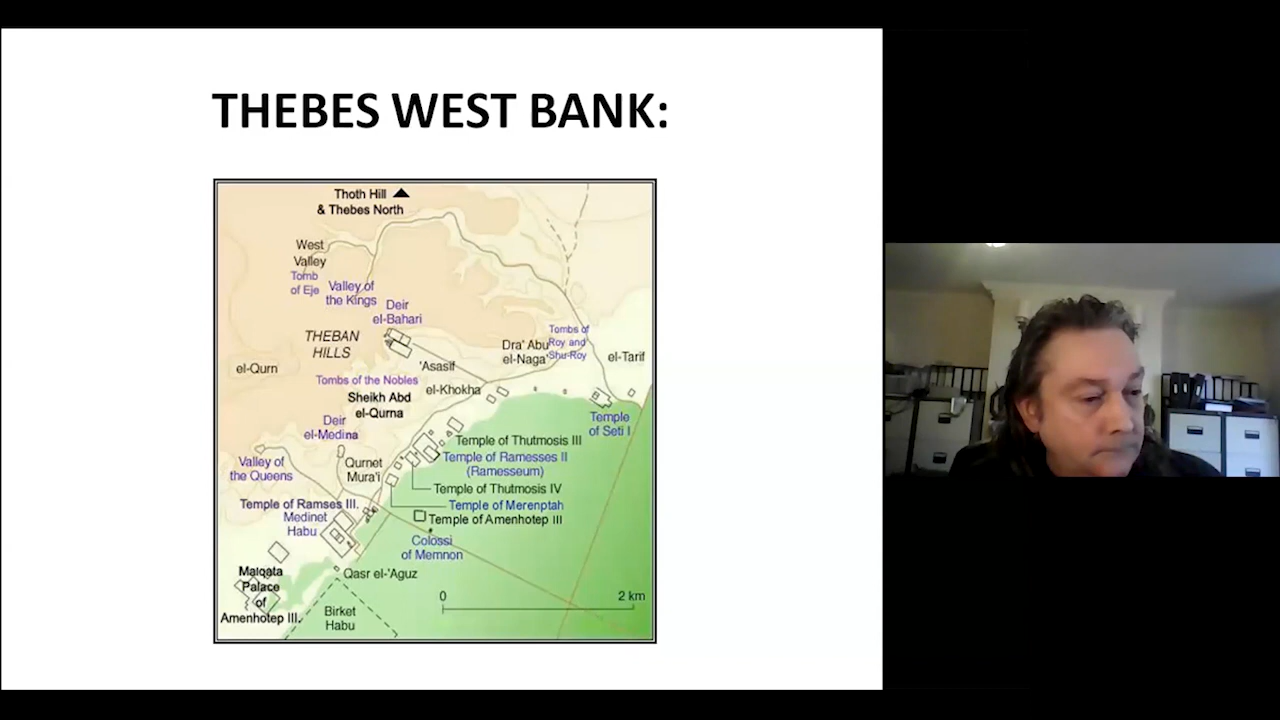 THEBES WEST BANK:
Thoth Hill
& Thebes North
West
Valley
Tomb
of Eje
Valley of
the Kings
Deir
el-Bahari
THEBAN
HILLS
el-Qurn
Tombs of
Roy and
Shu-Roy
Dra' Abu
el-Naga'
el-Tarif
'Asasif
Tombs of the Nobles
el-Khokha
Sheikh Abd
el-Qurna
Temple
of Seti I
Deir
el-Medina
Temple of Thutmosis III
Temple of Ramesses II
(Ramesseum)
Valley of
the Queens
Qurnet
Mura'i
Temple of Thutmosis IV
Temple of Ramses III.
Medinet
Habu
Temple of Merenptah
Temple of Amenhotep III
Colossi
of Memnon
Malqata
Palace
of
Amenhotep III.
Qasr el-'Aguz
0 2 km
Birket
Habu